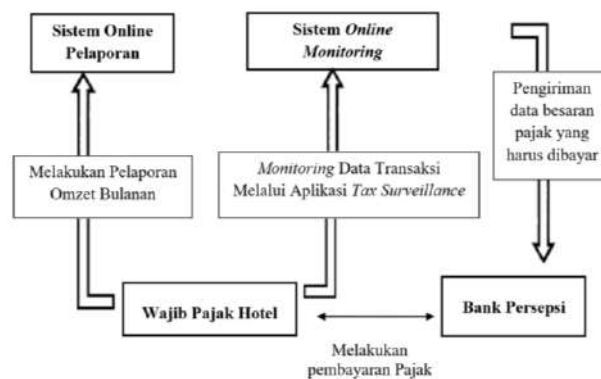 Sistem Online
Pelaporan
Sistem Online
Monitoring
Pengiriman
data besaran
pajak yang
harus dibayar
Melakukan Pelaporan
Omzet Bulanan
Monitoring Data Transaksi
Melalui Aplikasi Tax Surveillance
Wajib Pajak Hotel
Bank Persepsi
Melakukan
pembayaran Pajak